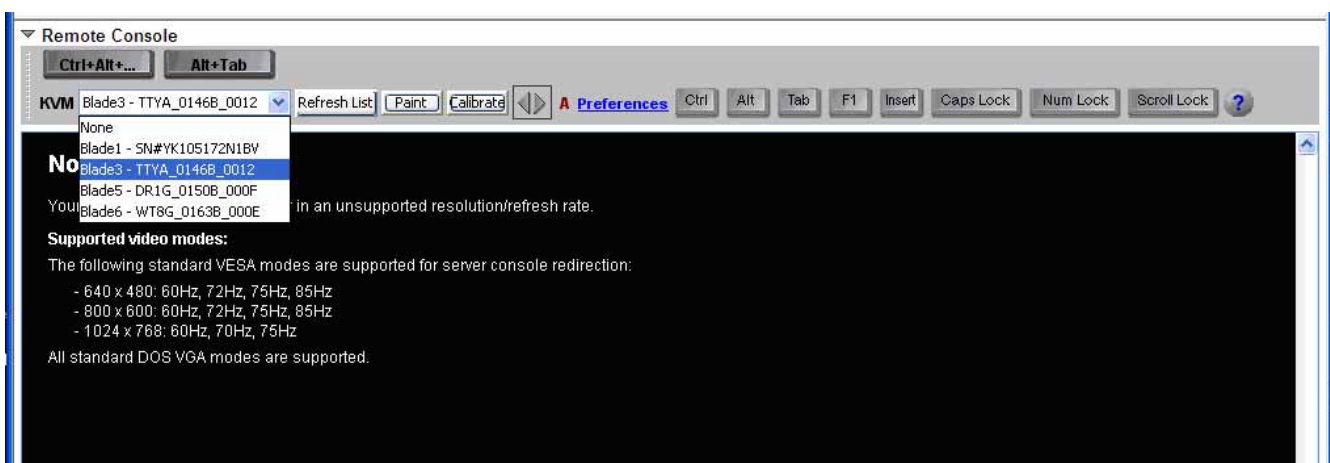 Remote Console
Ctrl+Alt+... Alt+Tab
KVM Blade3 - TTYA_0146B_0012 Refresh List Paint Calibrate A Preferences Ctrl Alt Tab F1 Insert Caps Lock Num Lock Scroll Lock ?
None
Blade1 - SN#YK105172N1BV
Blade3 - TTYA_0146B_0012
Blade5 - DR1G_0150B_000F
Blade6 - WT8G_0163B_000E
No
Your in an unsupported resolution/refresh rate.
Supported video modes:
The following standard VESA modes are supported for server console redirection:
- 640 x 480: 60Hz, 72Hz, 75Hz, 85Hz
- 800 x 600: 60Hz, 72Hz, 75Hz, 85Hz
- 1024 x 768: 60Hz, 70Hz, 75Hz
All standard DOS VGA modes are supported.